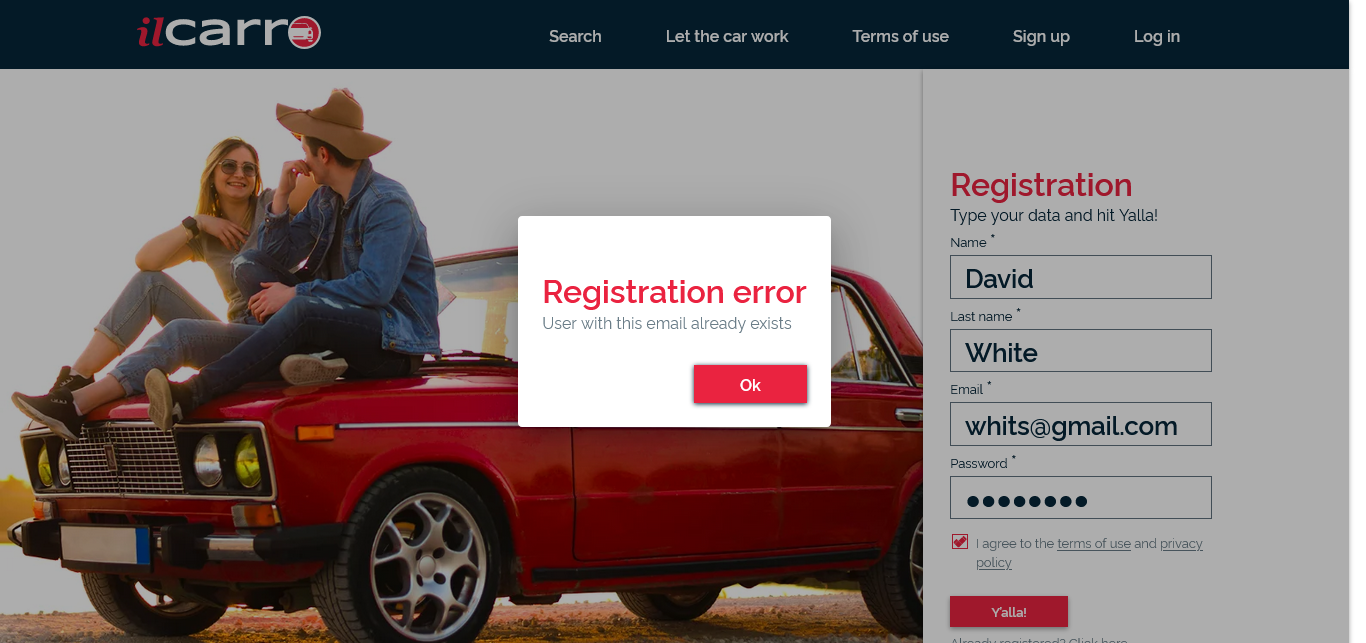 ilcarro
Search
Let the car work
Terms of use
Sign up
Log in
Registration
Type your data and hit Yalla!
Name *
David
Last name *
White
Email *
whits@gmail.com
Password *
●●●●●●●●
I agree to the terms of use and privacy
policy
Y'alla!
Already registered? Click here
Registration error
User with this email already exists
Ok